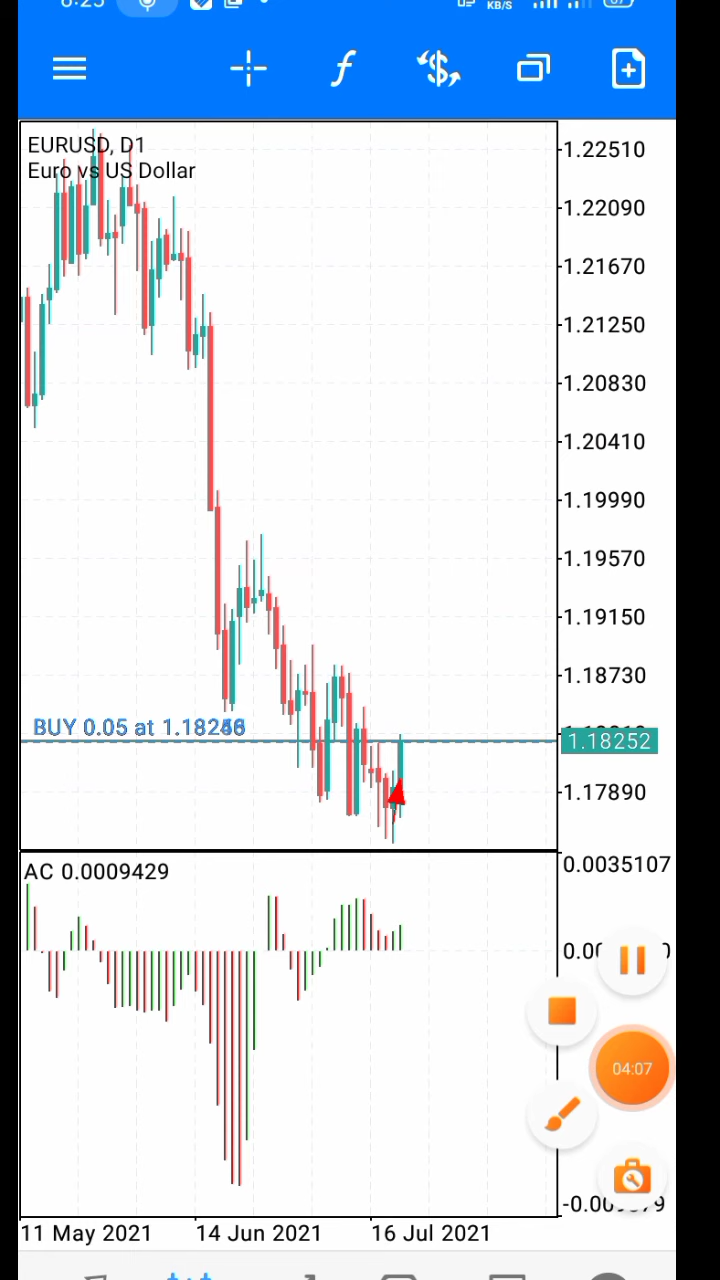 KB/S
EURUSD, D1
Euro vs US Dollar
1.22510
1.22090
1.21670
1.21250
1.20830
1.20410
1.19990
1.19570
1.19150
1.18730
BUY 0.05 at
1.18252
1.17890
AC 0.0009429
0.0035107
04:07
11 May 2021
14 Jun 2021
16 Jul 2021